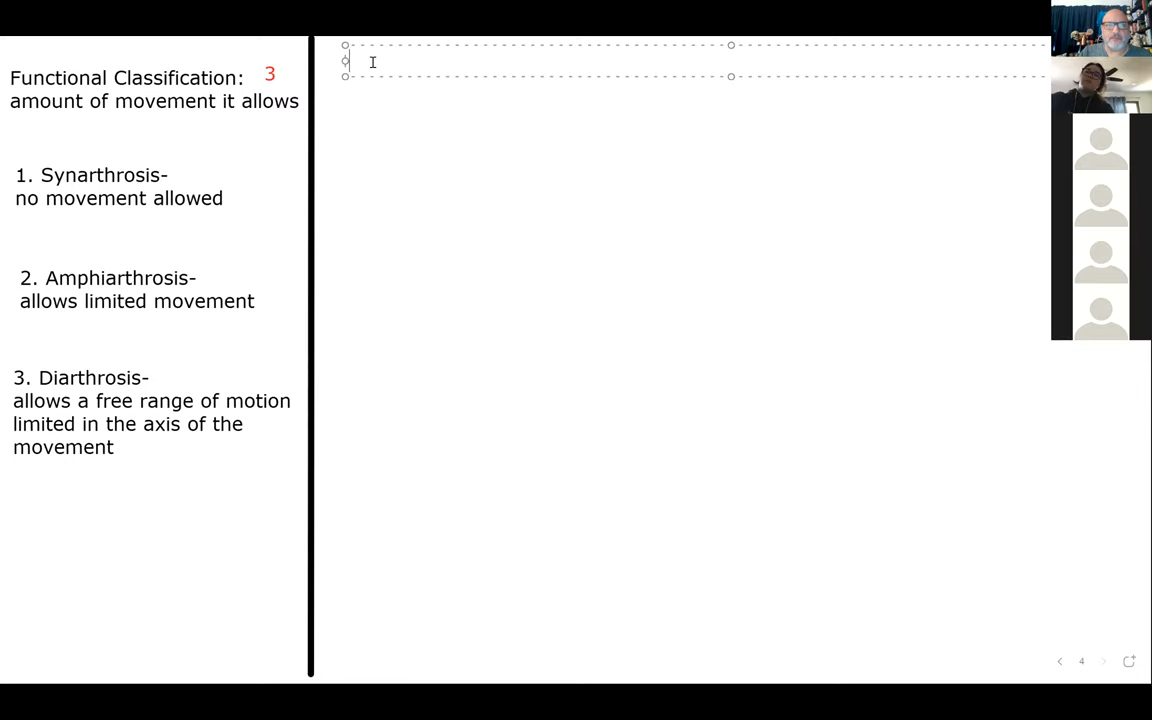 Functional Classification: 3
amount of movement it allows
1. Synarthrosis-
no movement allowed
2. Amphiarthrosis-
allows limited movement
3. Diarthrosis-
allows a free range of motion
limited in the axis of the
movement
4